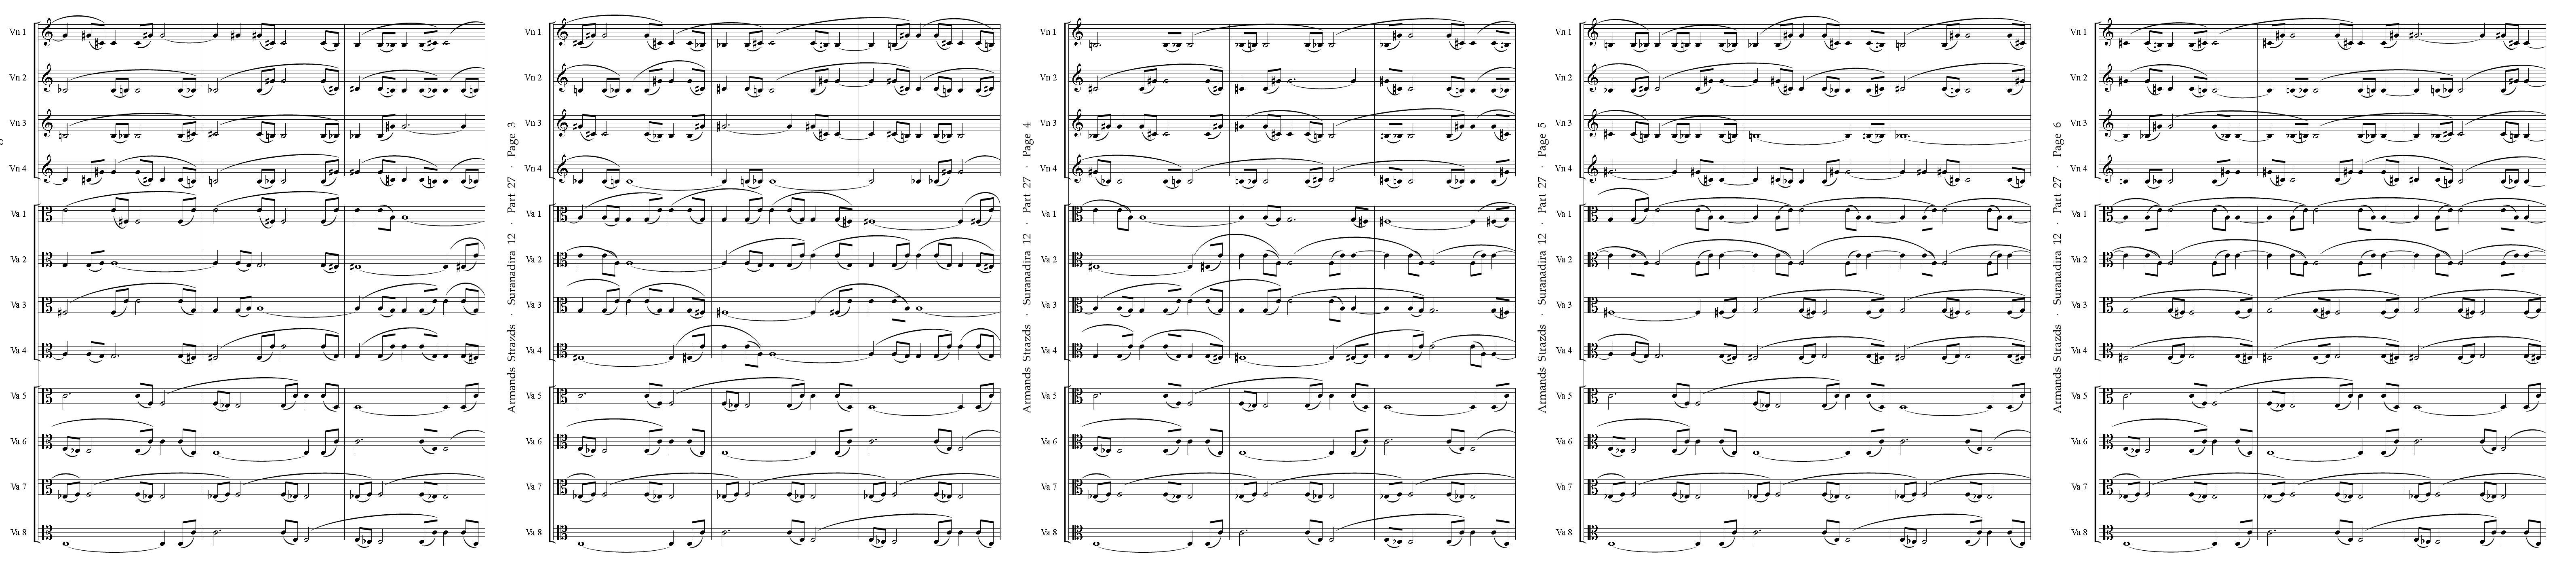 Vn 1
Vn 2
Vn 3
Vn 4
Va 1
Va 2
Va 3
Va 4
Va 5
Va 6
Va 7
Va 8
Armands Strazds · Suranadira 12 · Part 27 · Page 3
Vn 1
Vn 2
Vn 3
Vn 4
Va 1
Va 2
Va 3
Va 4
Va 5
Va 6
Va 7
Va 8
Armands Strazds · Suranadira 12 · Part 27 · Page 4
Vn 1
Vn 2
Vn 3
Vn 4
Va 1
Va 2
Va 3
Va 4
Va 5
Va 6
Va 7
Va 8
Armands Strazds · Suranadira 12 · Part 27 · Page 5
Vn 1
Vn 2
Vn 3
Vn 4
Va 1
Va 2
Va 3
Va 4
Va 5
Va 6
Va 7
Va 8
Armands Strazds · Suranadira 12 · Part 27 · Page 6
Vn 1
Vn 2
Vn 3
Vn 4
Va 1
Va 2
Va 3
Va 4
Va 5
Va 6
Va 7
Va 8